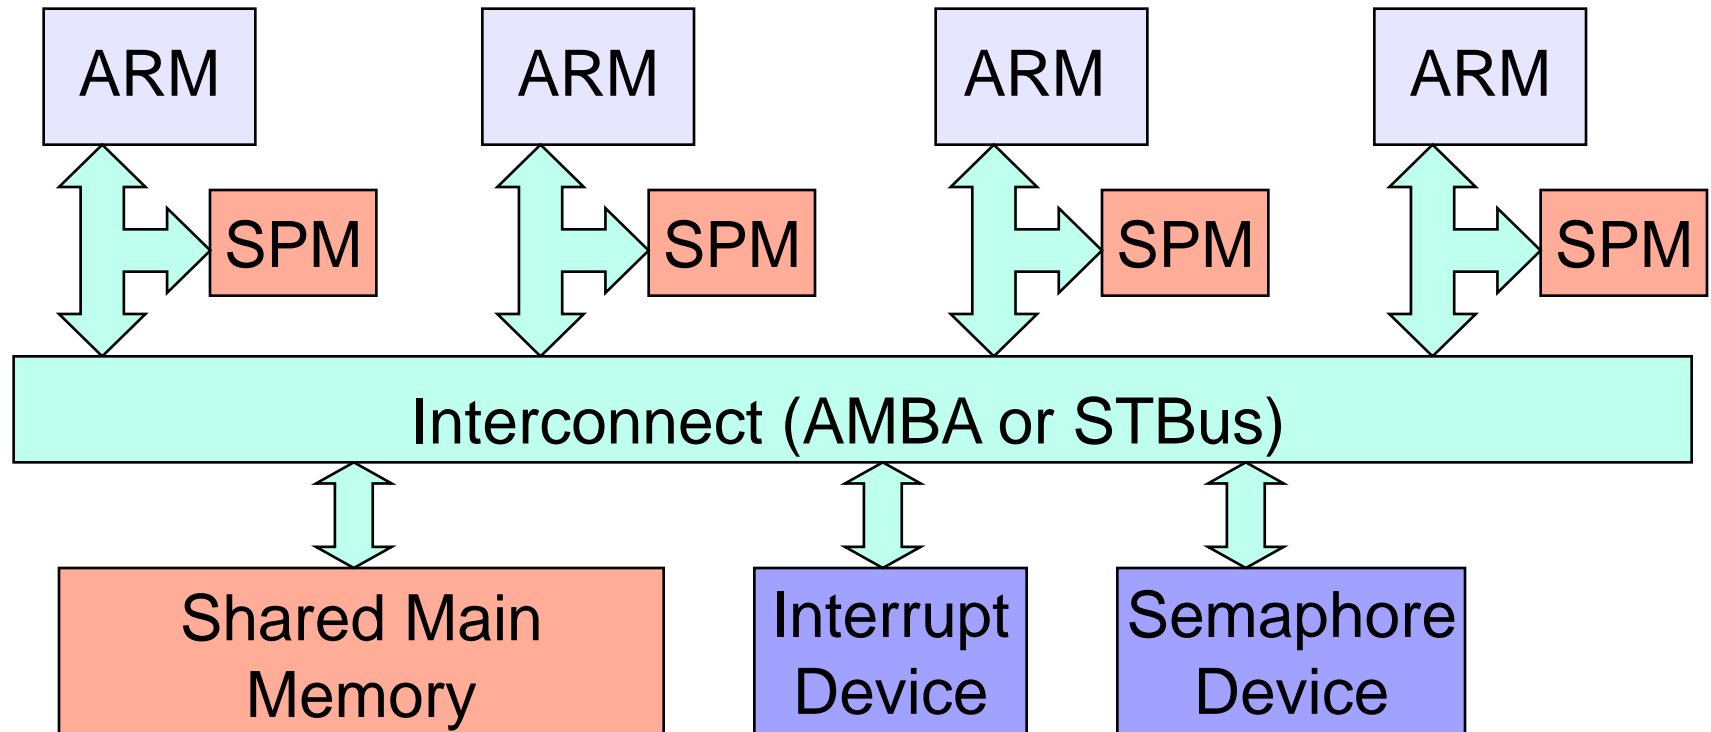 ARM
ARM
ARM
ARM
SPM
SPM
SPM
SPM
Interconnect (AMBA or STBus)
Shared Main
Memory
Interrupt
Device
Semaphore
Device